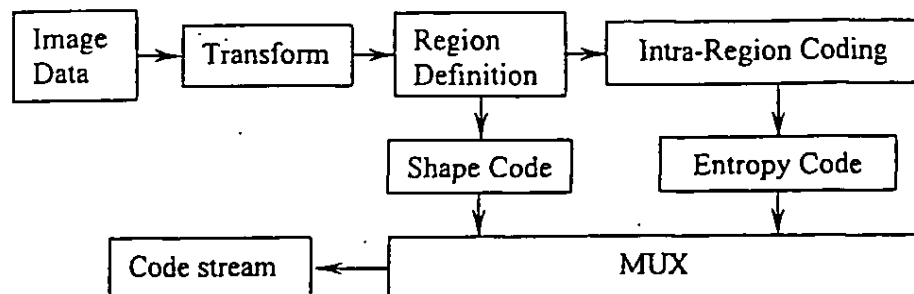 Image
Data
Transform
Region
Definition
Intra-Region Coding
Shape Code
Entropy Code
Code stream
MUX